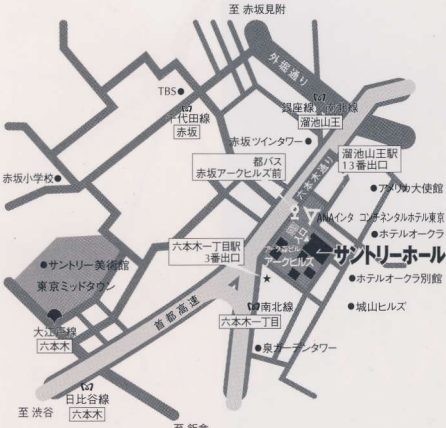 至 赤坂見附
外堀通り
TBS
千代田線
赤坂
銀座線 南北線
溜池山王
赤坂ツインタワー
都バス
赤坂アークヒルズ前
六本木通り
溜池山王駅
13番出口
赤坂小学校
アメリカ大使館
ANAインターコンチネンタルホテル東京
ホテルオークラ
六本木一丁目駅
3番出口
アークヒルズ
サントリーホール
サントリー美術館
東京ミッドタウン
ホテルオークラ別館
首都高速
南北線
六本木一丁目
城山ヒルズ
大江戸線
六本木
泉ガーデンタワー
日比谷線
六本木
至 渋谷